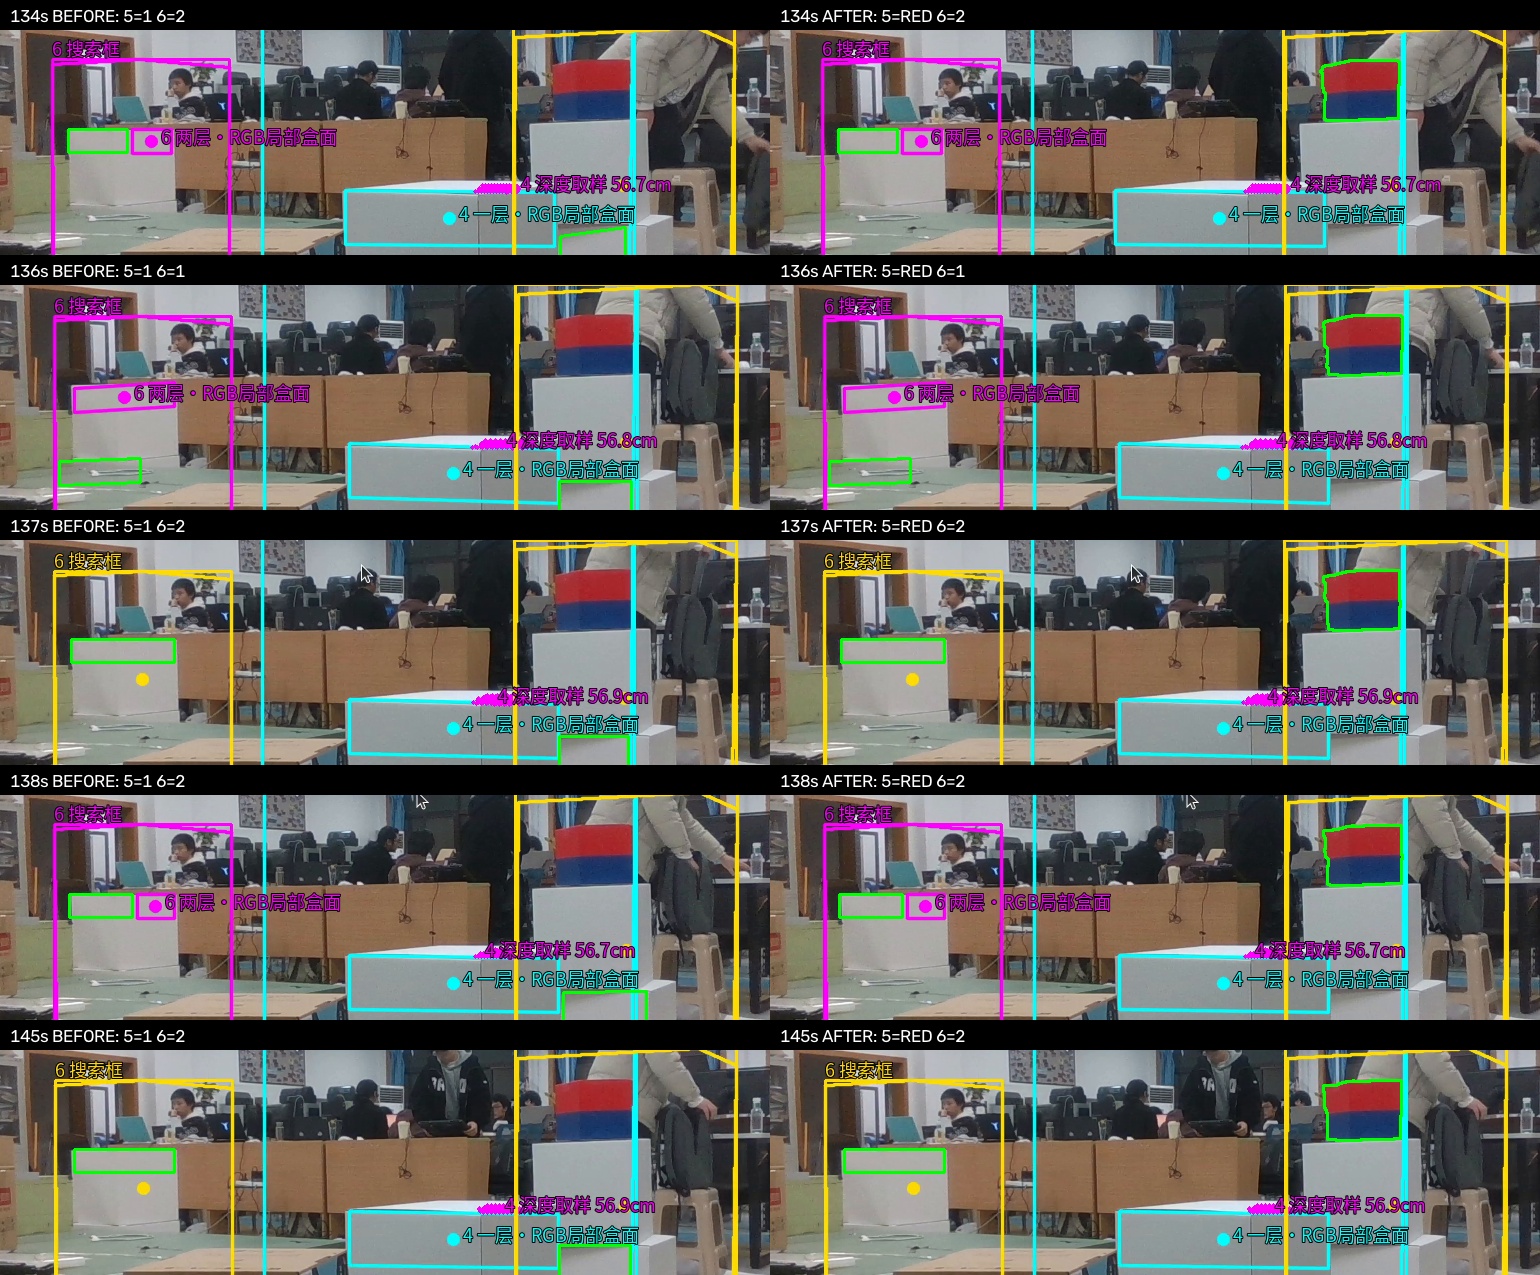 134s BEFORE: 5=1 6=2
134s AFTER: 5=RED 6=2
6 搜索框
6 两层・RGB局部盒面
4 深度取样 56.7cm
4 一层・RGB局部盒面
6 搜索框
6 两层・RGB局部盒面
4 深度取样 56.7cm
4 一层・RGB局部盒面
136s BEFORE: 5=1 6=1
136s AFTER: 5=RED 6=1
6 搜索框
6 两层・RGB局部盒面
4 深度取样 56.8cm
4 一层・RGB局部盒面
6 搜索框
6 两层・RGB局部盒面
4 深度取样 56.8cm
4 一层・RGB局部盒面
137s BEFORE: 5=1 6=2
137s AFTER: 5=RED 6=2
6 搜索框
4 深度取样 56.9cm
4 一层・RGB局部盒面
6 搜索框
4 深度取样 56.9cm
4 一层・RGB局部盒面
138s BEFORE: 5=1 6=2
138s AFTER: 5=RED 6=2
6 搜索框
6 两层・RGB局部盒面
4 深度取样 56.7cm
4 一层・RGB局部盒面
6 搜索框
6 两层・RGB局部盒面
4 深度取样 56.7cm
4 一层・RGB局部盒面
145s BEFORE: 5=1 6=2
145s AFTER: 5=RED 6=2
6 搜索框
4 深度取样 56.9cm
4 一层・RGB局部盒面
6 搜索框
4 深度取样 56.9cm
4 一层・RGB局部盒面